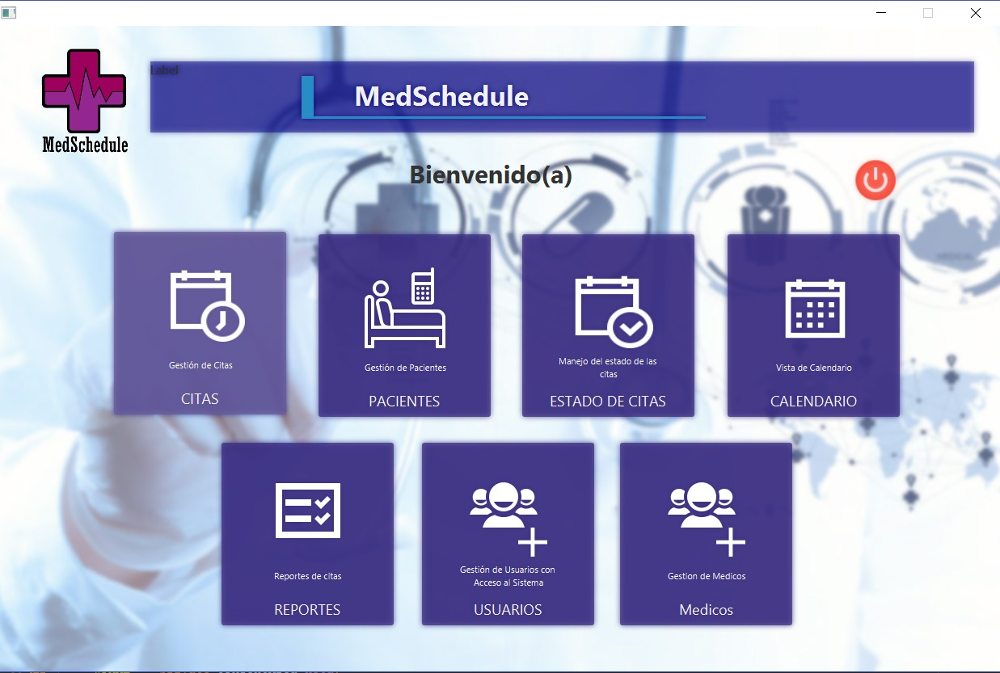 Label
MedSchedule
MedSchedule
Bienvenido(a)
Gestión de Citas
CITAS
Gestión de Pacientes
PACIENTES
Manejo del estado de las
citas
ESTADO DE CITAS
Vista de Calendario
CALENDARIO
Reportes de citas
REPORTES
Gestión de Usuarios con
Acceso al Sistema
USUARIOS
Gestion de Medicos
Medicos